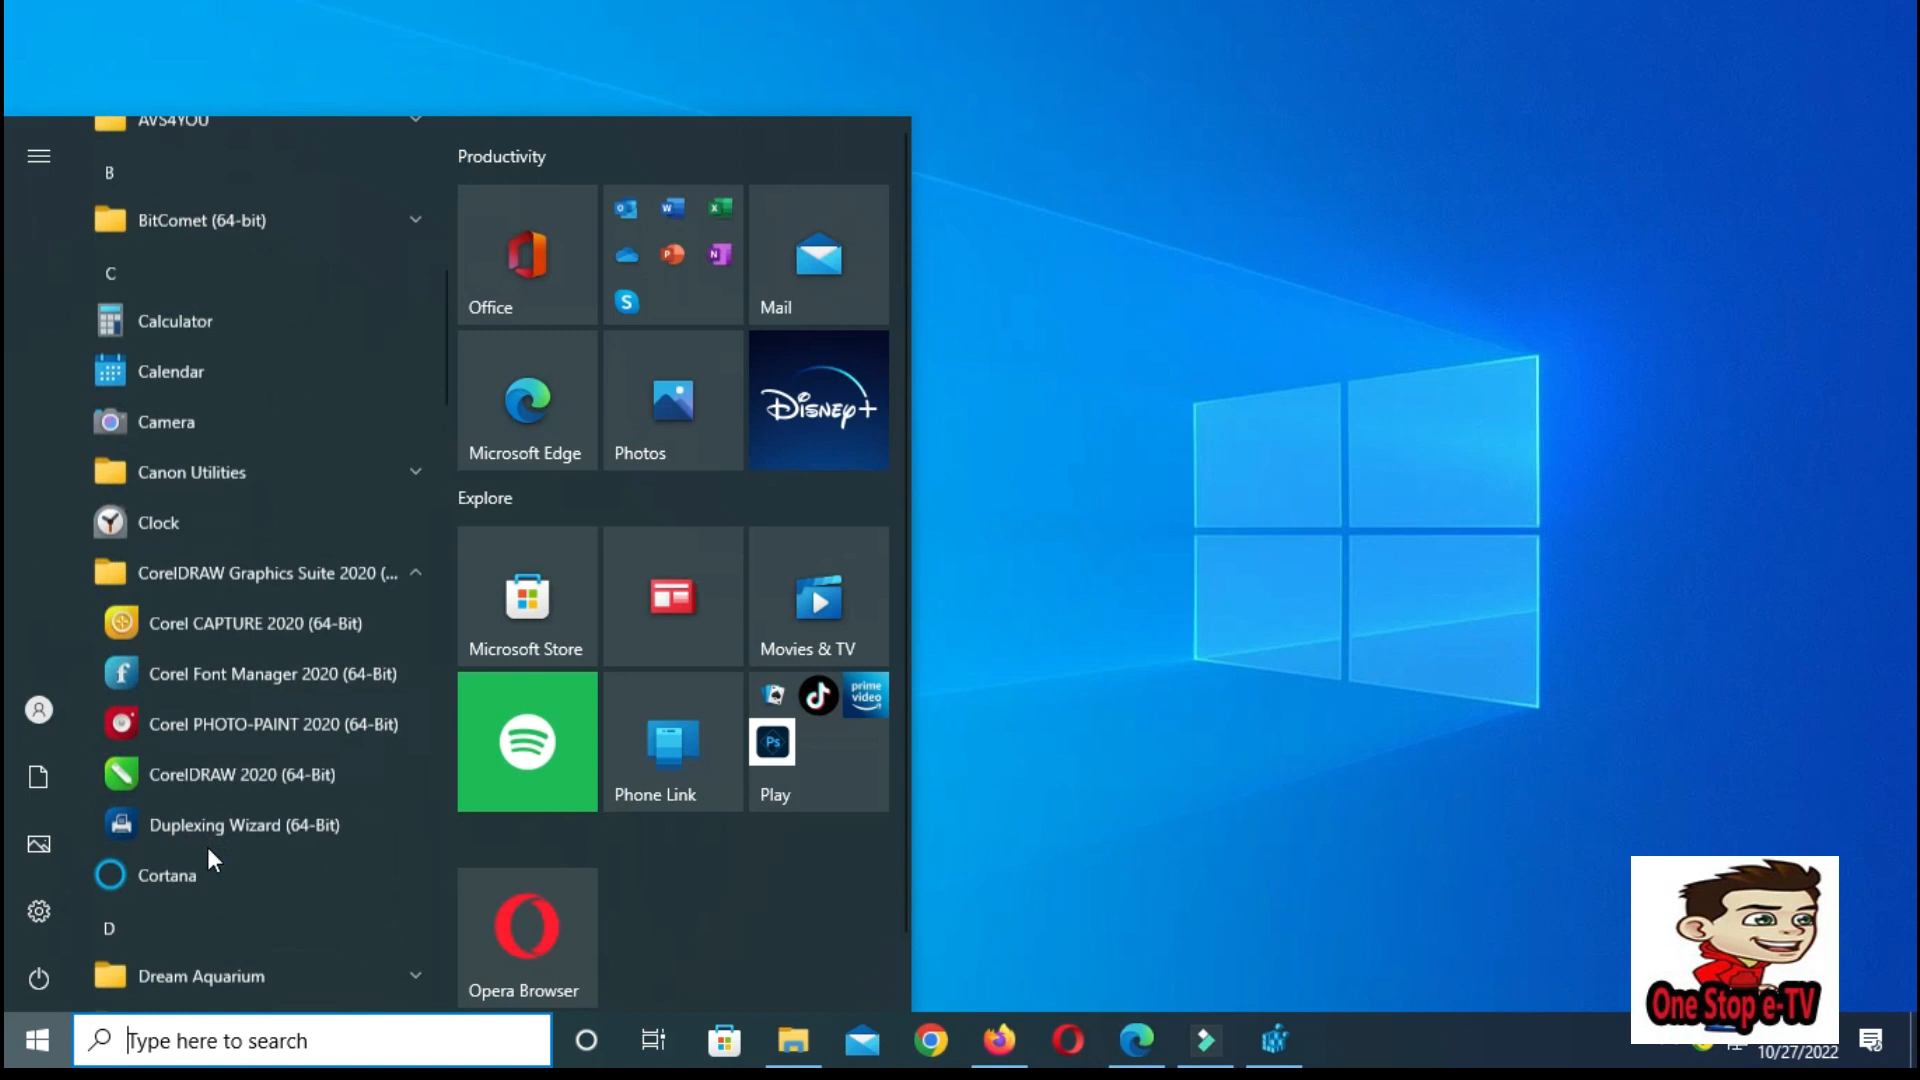 AVS4YOU
B
BitComet (64-bit)
C
Calculator
Calendar
Camera
Canon Utilities
Clock
CorelDRAW Graphics Suite 2020 (...
Corel CAPTURE 2020 (64-Bit)
Corel Font Manager 2020 (64-Bit)
Corel PHOTO-PAINT 2020 (64-Bit)
CorelDRAW 2020 (64-Bit)
Duplexing Wizard (64-Bit)
Cortana
D
Dream Aquarium
Productivity
Office
Mail
Microsoft Edge
Photos
Disney+
Explore
Microsoft Store
Movies & TV
Phone Link
prime video
Ps
Play
Opera Browser
Type here to search
One Stop e-TV
10/27/2022